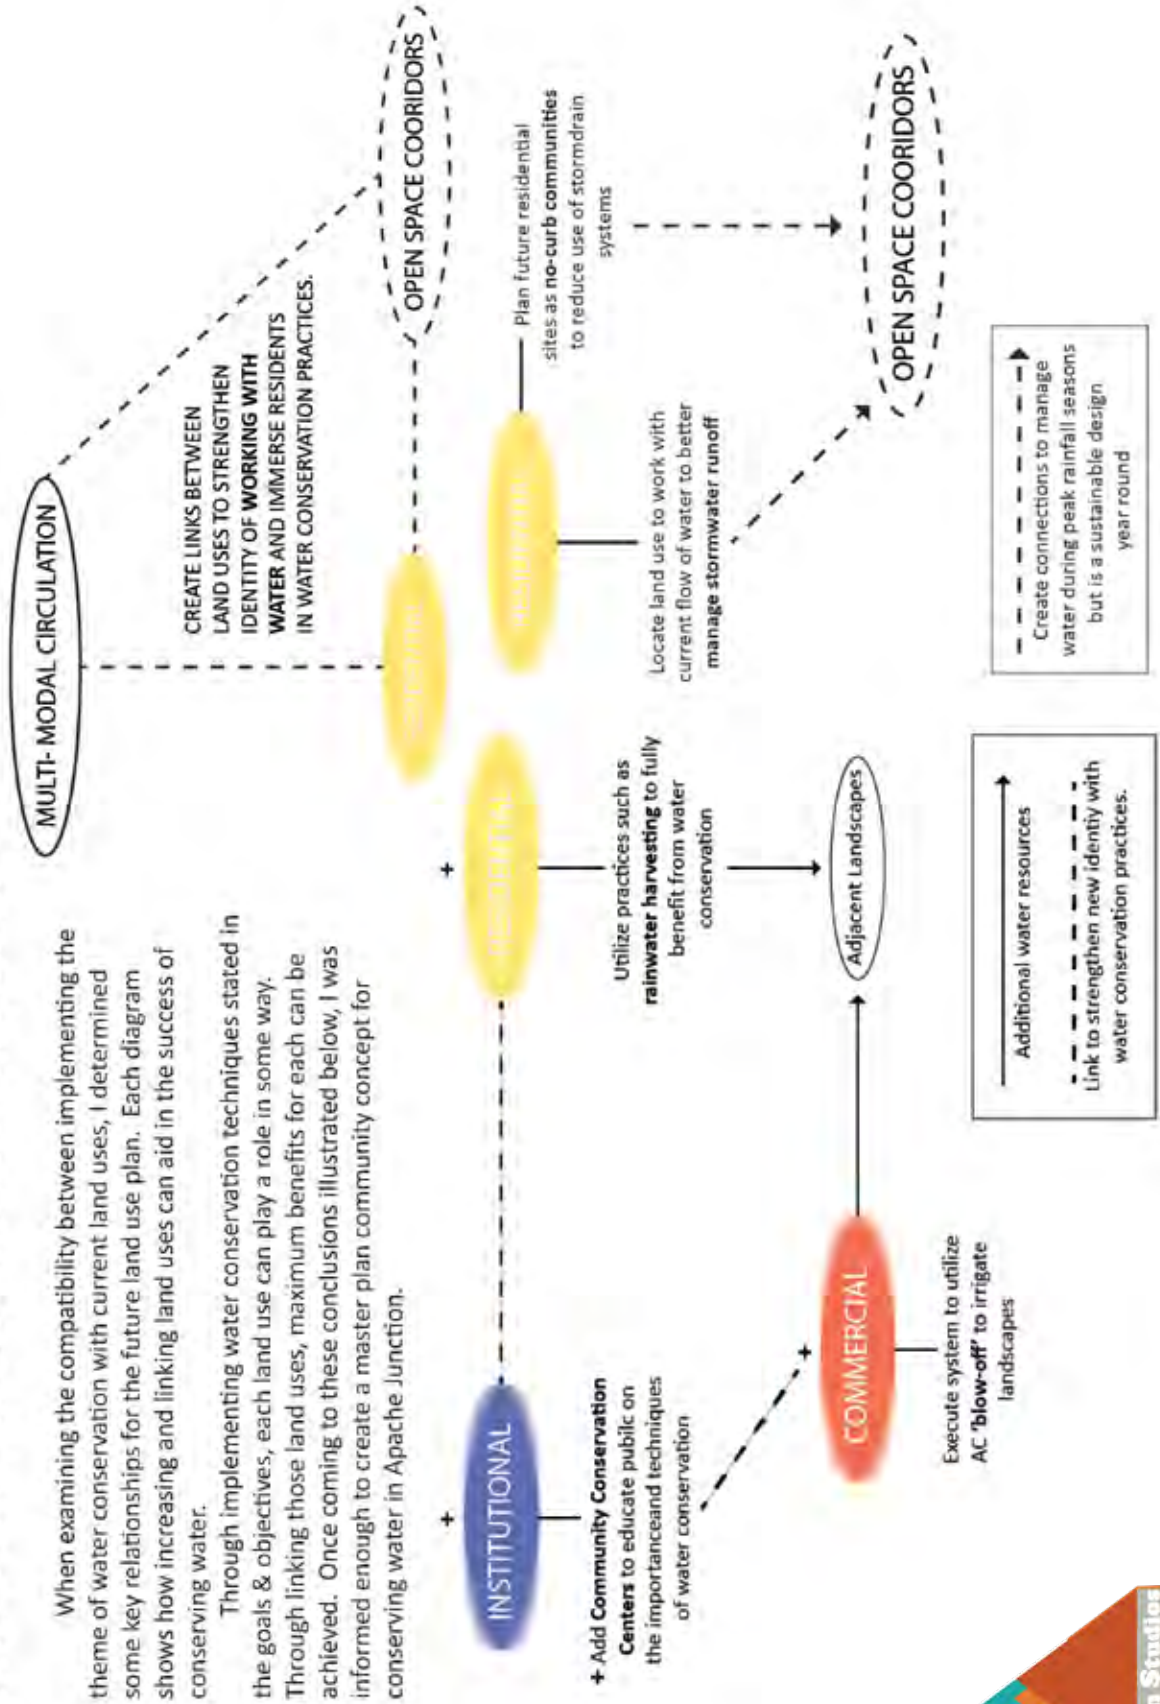 When examining the compatibility between implementing the
theme of water conservation with current land uses, I determined
some key relationships for the future land use plan. Each diagram
shows how increasing and linking land uses can aid in the success of
conserving water.
Through implementing water conservation techniques stated in
the goals & objectives, each land use can play a role in some way.
Through linking those land uses, maximum benefits for each can be
achieved. Once coming to these conclusions illustrated below, I was
informed enough to create a master plan community concept for
conserving water in Apache Junction.
MULTI- MODAL CIRCULATION
CREATE LINKS BETWEEN
LAND USES TO STRENGTHEN
IDENTITY OF WORKING WITH
WATER AND IMMERSE RESIDENTS
IN WATER CONSERVATION PRACTICES.
OPEN SPACE COORIDORS
+
INSTITUTIONAL
+ Add Community Conservation
Centers to educate public on
the importanceand techniques
of water conservation
+
RESIDENTIAL
Utilize practices such as
rainwater harvesting to fully
benefit from water
conservation
Locate land use to work with
current flow of water to better
manage stormwater runoff
Plan future residential
sites as no-curb communities
to reduce use of stormdrain
systems
+
COMMERCIAL
Execute system to utilize
AC 'blow-off' to irrigate
landscapes
Adjacent Landscapes
OPEN SPACE COORIDORS
Additional water resources
Link to strengthen new identiy with
water conservation practices.
Create connections to manage
water during peak rainfall seasons
but is a sustainable design
year round
Studios